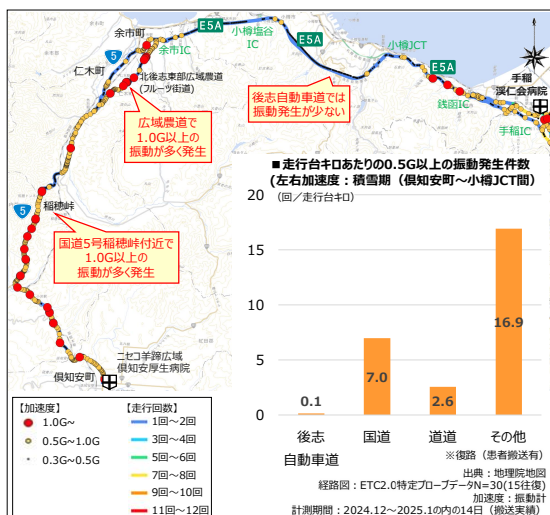 余市町
余市IC
E5A
小樽塩谷
IC
5
仁木町
北後志東部広域農道
(フルーツ街道)
E5A
小樽JCT
E5A
銭函IC
手稲
渓仁会病院
手稲IC
後志自動車道では
振動発生が少ない
広域農道で
1.0G以上の
振動が多く発生
5
稲穂峠
国道5号稲穂峠付近で
1.0G以上の
振動が多く発生
ニセコ羊蹄広域
倶知安厚生病院
倶知安町
■走行台キロあたりの0.5G以上の振動発生件数
(左右加速度：積雪期（倶知安町～小樽JCT間）
(回／走行台キロ)
20
15
10
5
0
0.1
7.0
2.6
16.9
後志
自動車道
国道
道道
その他
※復路（患者搬送有）
【加速度】
1.0G~
0.5G~1.0G
0.3G~0.5G
【走行回数】
1回～2回
3回～4回
5回～6回
7回～8回
9回～10回
11回～12回
出典：地理院地図
経路図：ETC2.0特定プローブデータN=30(15往復)
加速度：振動計
計測期間：2024.12～2025.1の内の14日（搬送実績）